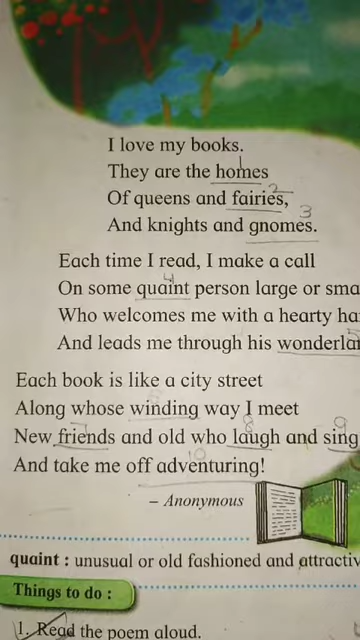 I love my books.
They are the homes
Of queens and fairies,
And knights and gnomes.
Each time I read, I make a call
On some quaint person large or sma
Who welcomes me with a hearty ha
And leads me through his wonderla
Each book is like a city street
Along whose winding way I meet
New friends and old who laugh and sing
And take me off adventuring!
– Anonymous
quaint : unusual or old fashioned and attractiv
Things to do :
1. Read the poem aloud.